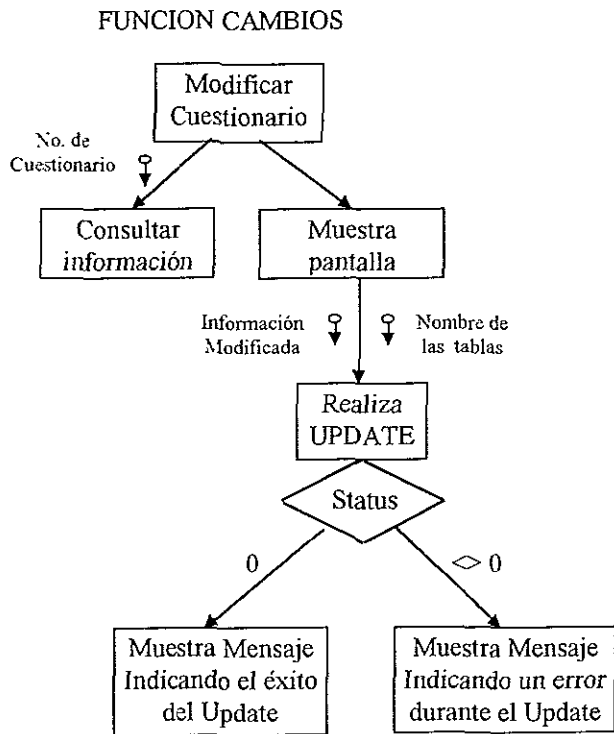 FUNCION CAMBIOS
Modificar
Cuestionario
No. de
Cuestionario
Consultar
información
Muestra
pantalla
Información
Modificada
Nombre de
las tablas
Realiza
UPDATE
Status
0
<> 0
Muestra Mensaje
Indicando el éxito
del Update
Muestra Mensaje
Indicando un error
durante el Update